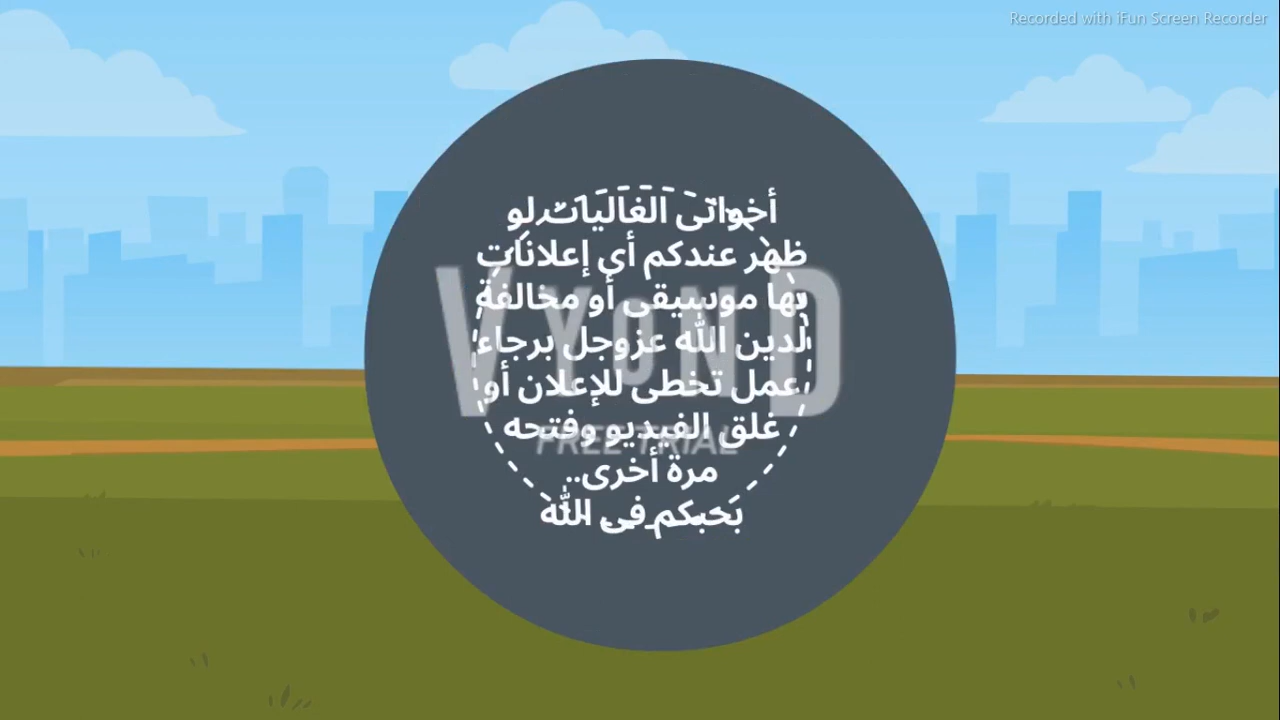 Recorded with iFun Screen Recorder
أخواتى الغاليات لو
ظهر عندكم أى إعلانات
بها موسيقى أو مخالفة
لدين الله عزوجل برجاء
عمل تخطى للإعلان أو
غلق الفيديو وفتحه
مرة أخرى..
بحبكم فى الله
VYOND
FREE TRIAL